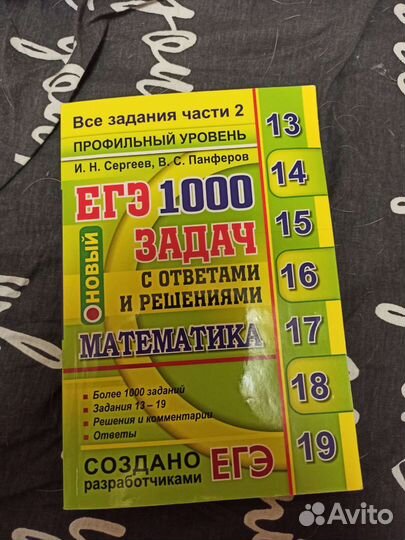 Все задания части 2
ПРОФИЛЬНЫЙ УРОВЕНЬ
И. Н. Сергеев, В. С. Панферов
ЕГЭ 1000
ЗАДАЧ
НОВЫЙ
С ОТВЕТАМИ
И РЕШЕНИЯМИ
МАТЕМАТИКА
• Более 1000 заданий
• Задания 13 – 19
• Решения и комментарии
• Ответы
СОЗДАНО
разработчиками ЕГЭ
13
14
15
16
17
18
19
Avito